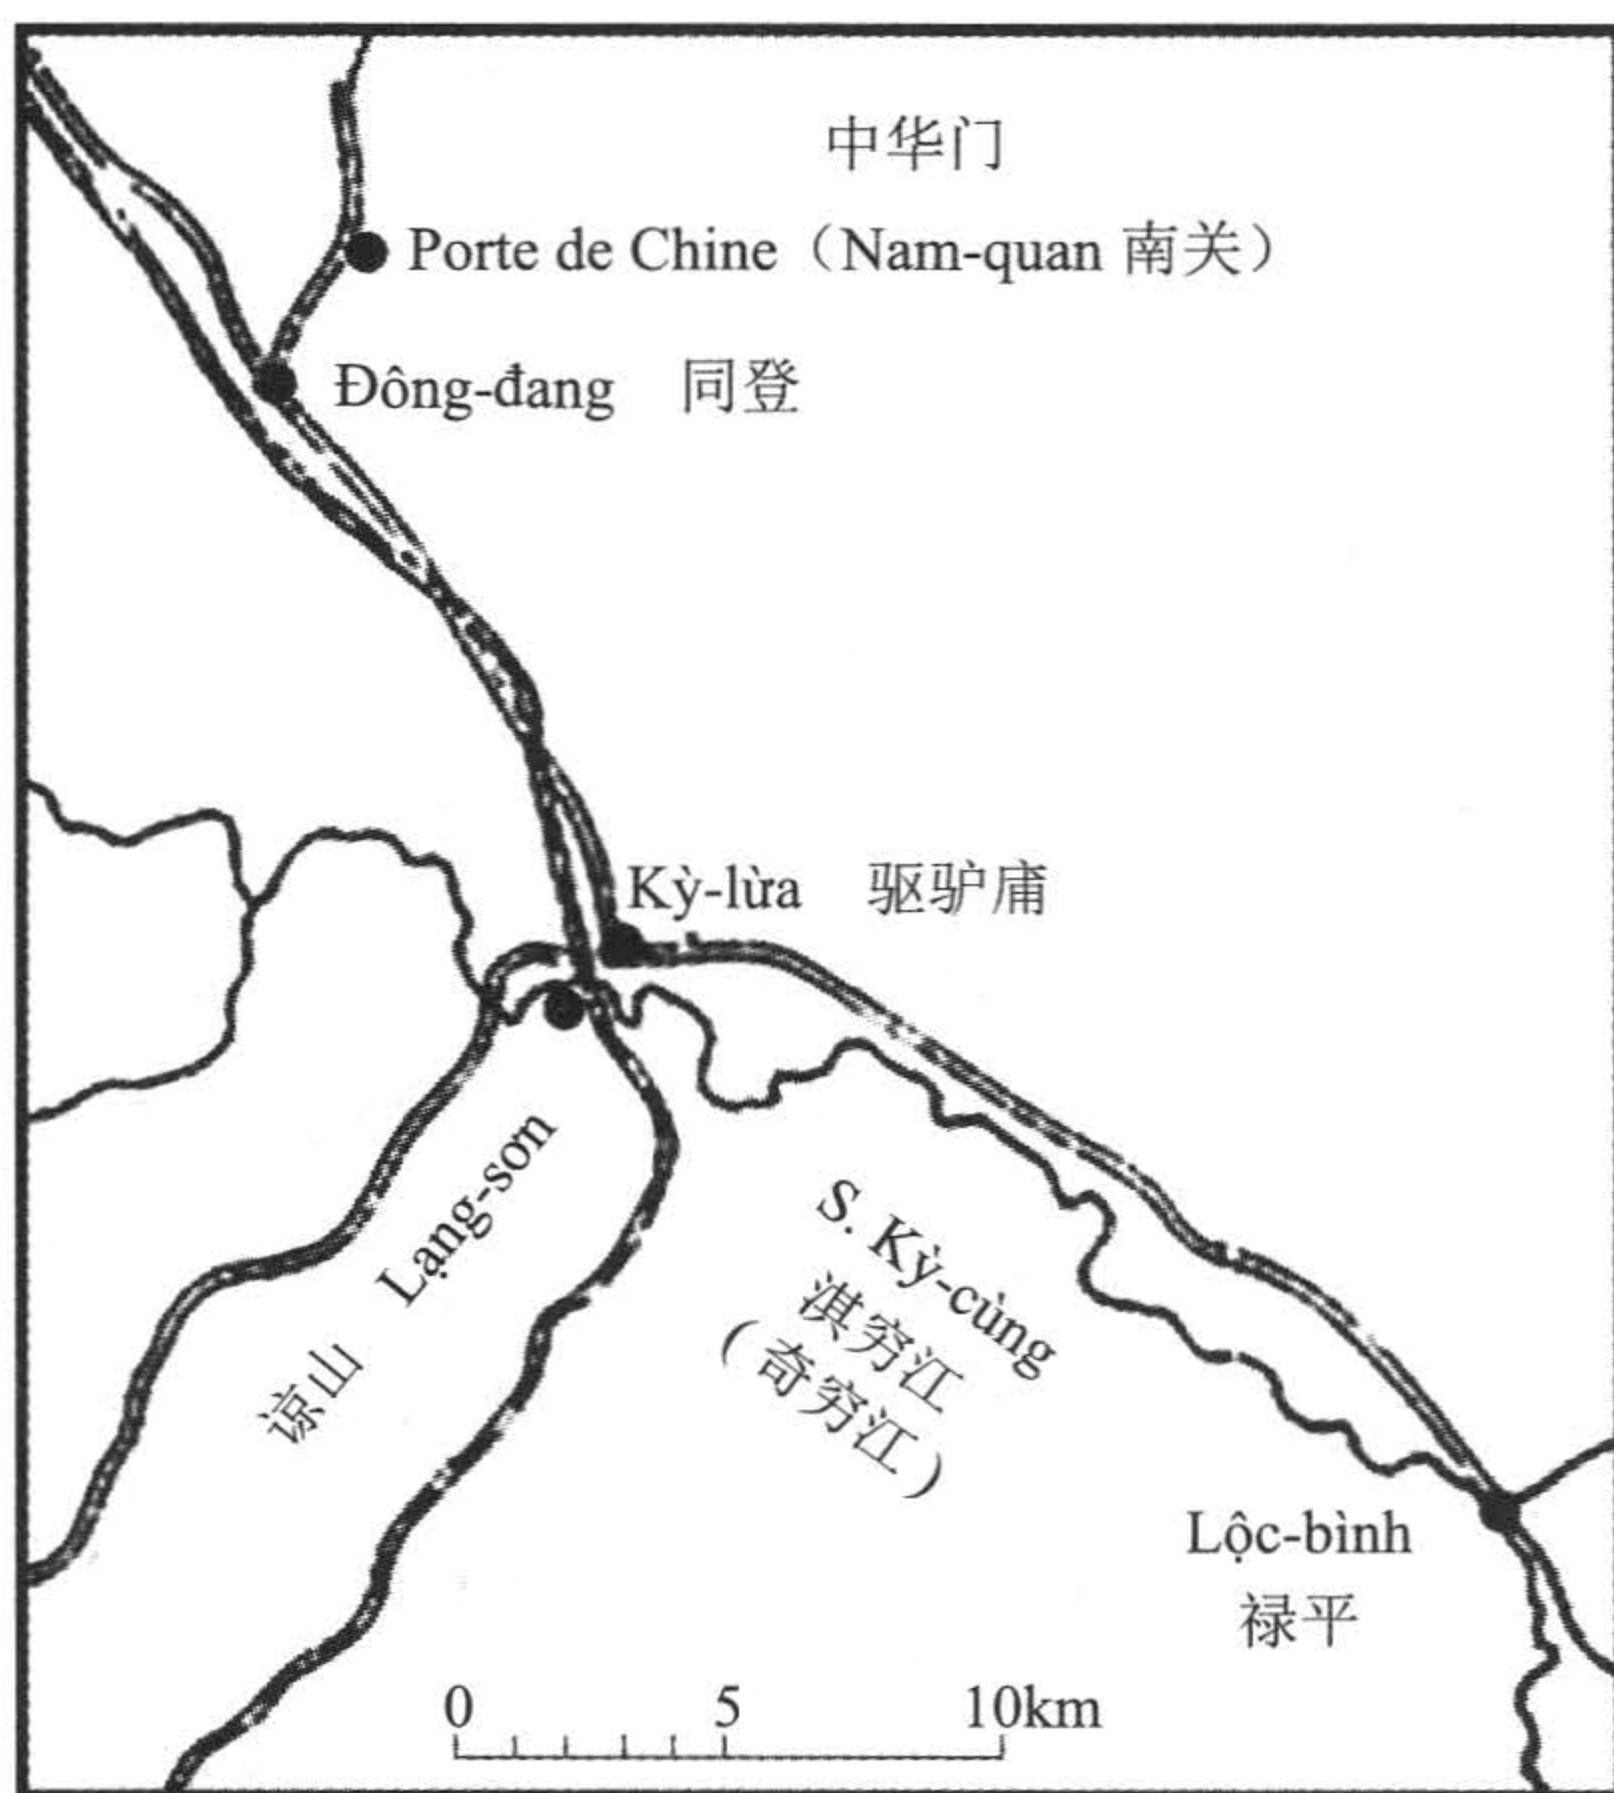 中华门
Porte de Chine（Nam-quan 南关）
Đông-đang 同登
Kỳ-lừa 驱驴庯
Lạng-sơn
谅山
S. Kỳ-cùng
淇穷江
（奇穷江）
Lộc-bình
禄平
0 5 10km